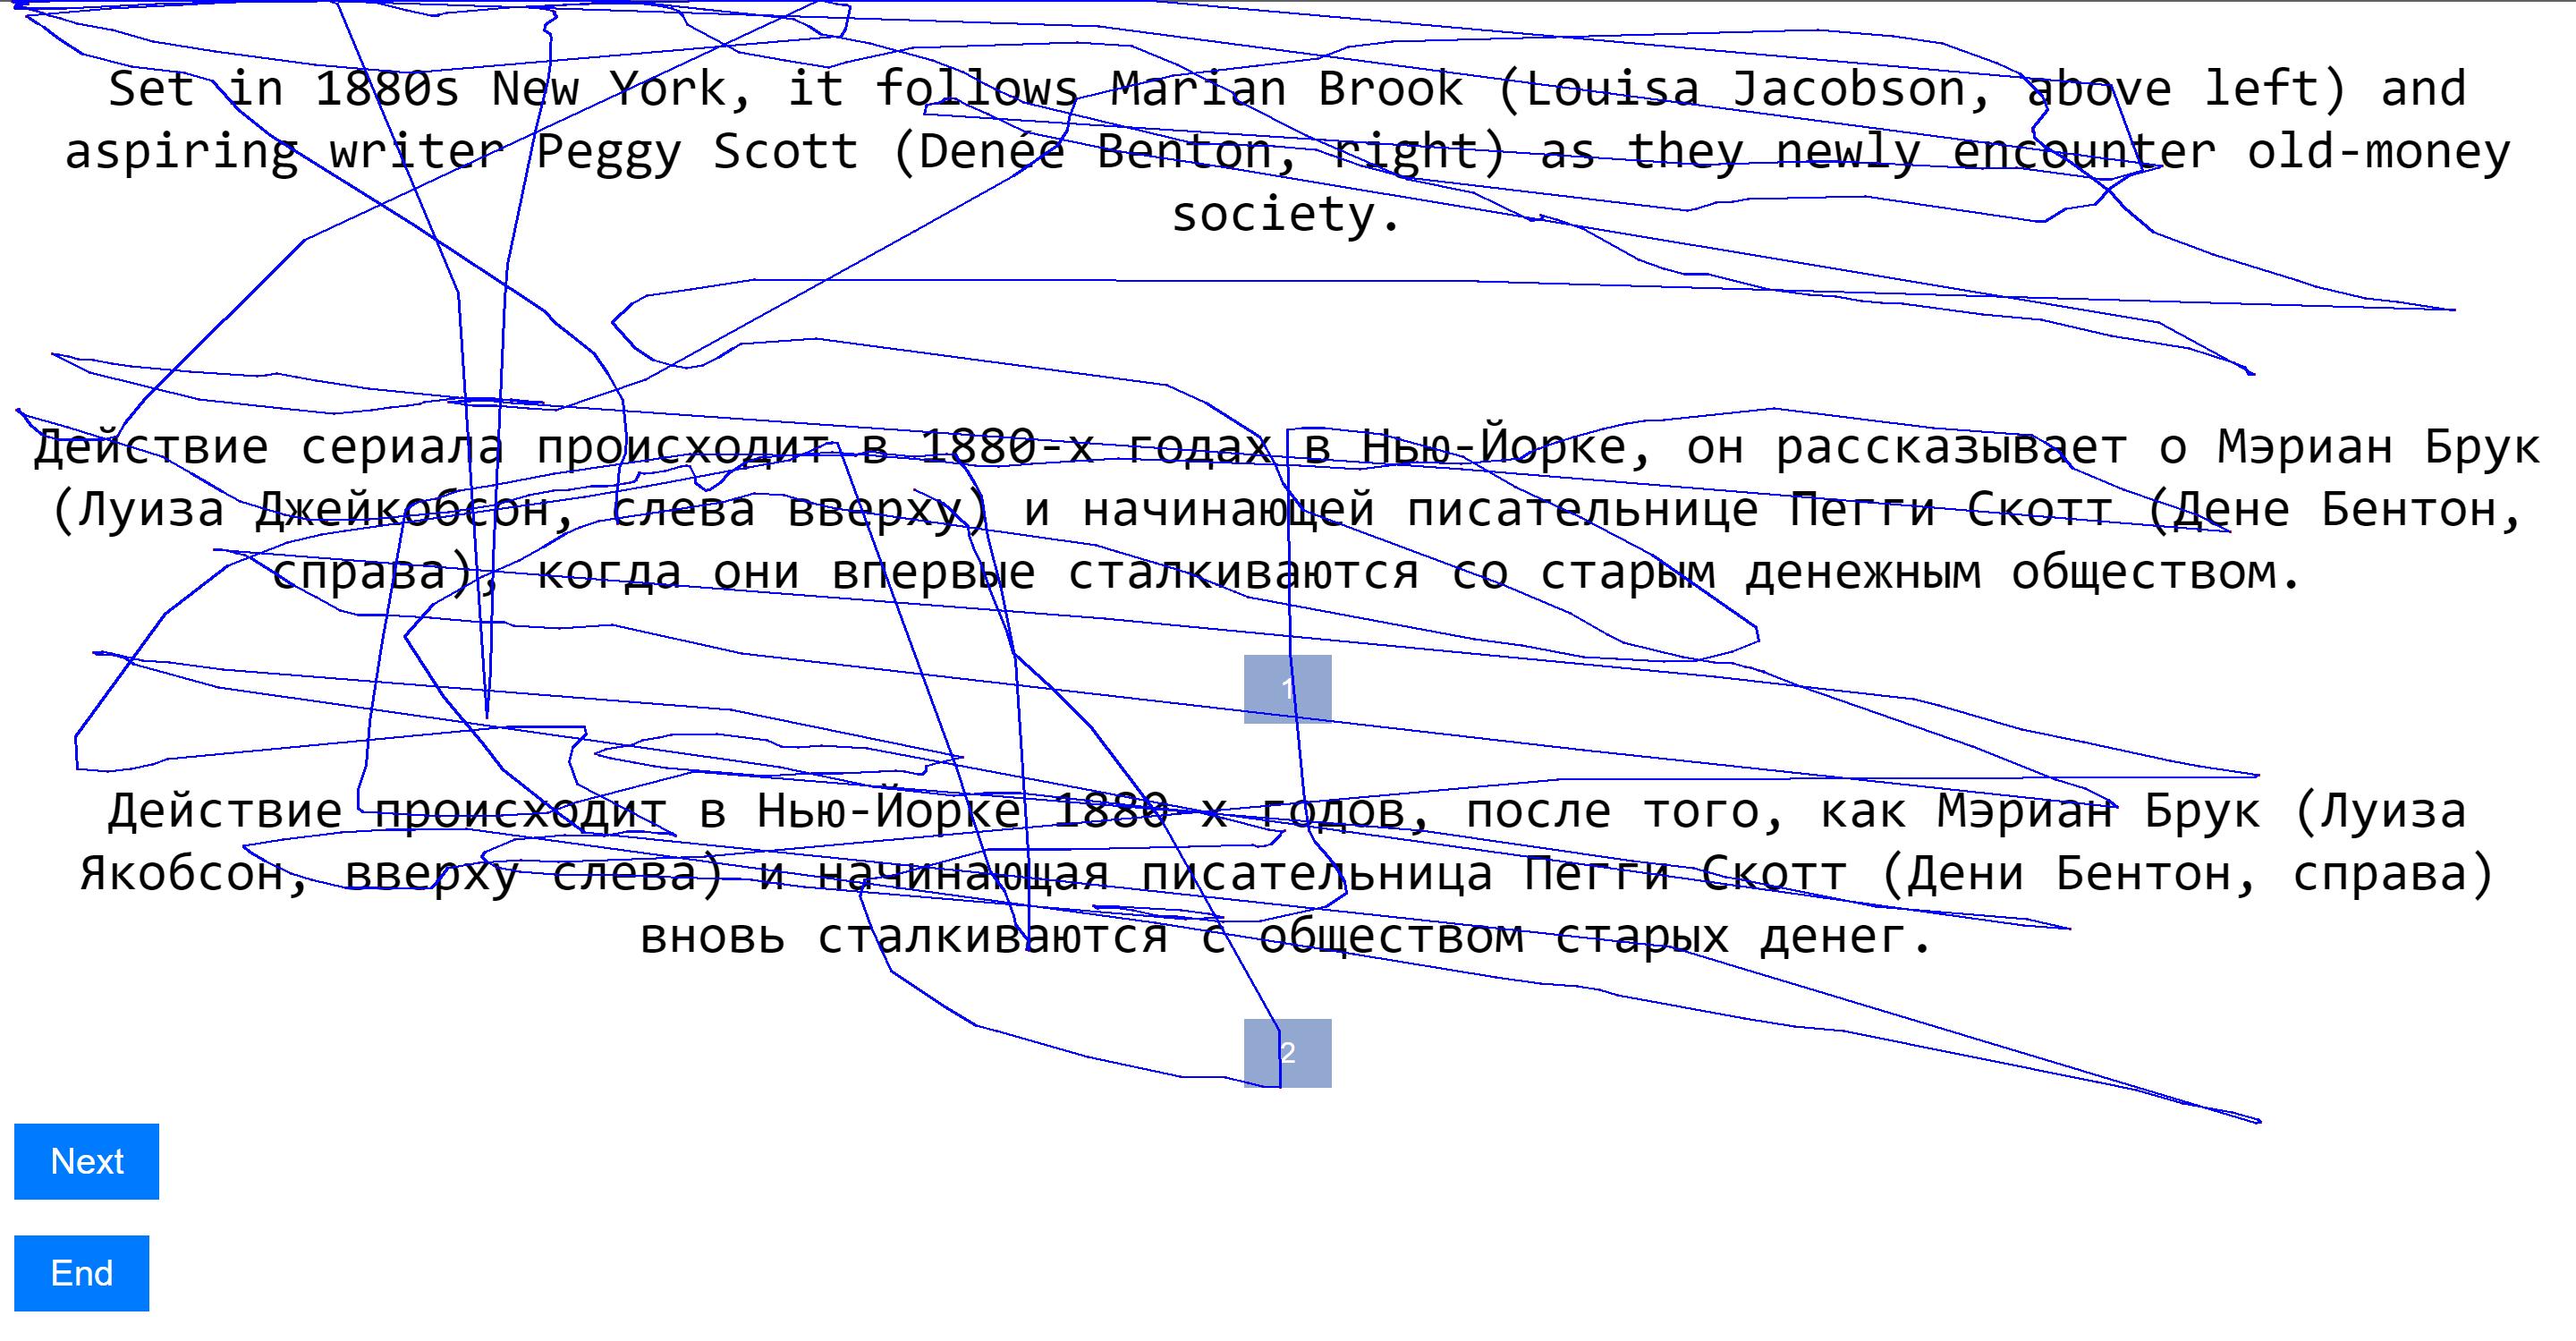 Set in 1880s New York, it follows Marian Brook (Louisa Jacobson, above left) and
aspiring writer Peggy Scott (Denée Benton, right) as they newly encounter old-money
society.
Действие сериала происходит в 1880-х годах в Нью-Йорке, он рассказывает о Мэриан Брук
(Луиза Джейкобсон, слева вверху) и начинающей писательнице Пегги Скотт (Дене Бентон,
справа), когда они впервые сталкиваются со старым денежным обществом.
1
Действие происходит в Нью-Йорке 1880-х годов, после того, как Мэриан Брук (Луиза
Якобсон, вверху слева) и начинающая писательница Пегги Скотт (Дени Бентон, справа)
вновь сталкиваются с обществом старых денег.
2
Next
End